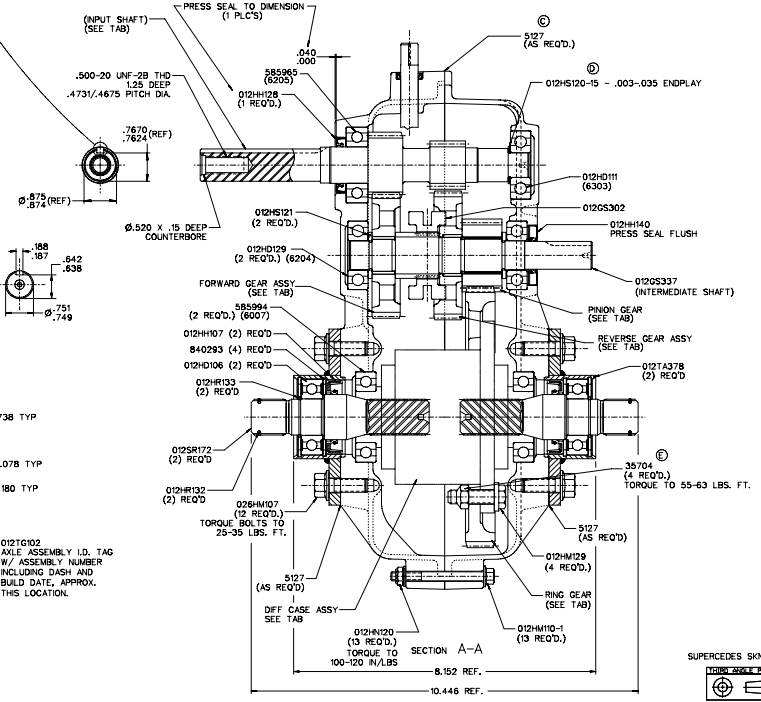 PRESS SEAL TO DIMENSION
(1 PLC'S)
(INPUT SHAFT)
(SEE TAB)
.040
.000
.500-20 UNF-2B THD
1.25 DEEP
.4731/.4675 PITCH DIA.
585965
(6205)
012HH128
(1 REQ'D.)
C
5127
(AS REQ'D.)
D
012HS120-15 - .003-.035 ENDPLAY
.7670
.7624 (REF)
Ø.875
.874 (REF)
Ø.520 X .15 DEEP
COUNTERBORE
012HD111
(6303)
012GS302
012HH140
PRESS SEAL FLUSH
012HS121
(2 REQ'D.)
012HD129
(2 REQ'D.) (6204)
.188
.187
.642
.638
Ø.751
.749
FORWARD GEAR ASSY
(SEE TAB)
012GS337
(INTERMEDIATE SHAFT)
PINION GEAR
(SEE TAB)
REVERSE GEAR ASSY
(SEE TAB)
585994
(2 REQ'D.) (6007)
012HH107 (2) REQ'D
840293 (4) REQ'D
012HD106 (2) REQ'D
012HR133
(2) REQ'D
012TA378
(2) REQ'D
738 TYP
.078 TYP
180 TYP
012SR172
(2) REQ'D
012HR132
(2) REQ'D
026HM107
(12 REQ'D.)
TORQUE BOLTS TO
25-35 LBS. FT.
E
35704
(4 REQ'D.)
TORQUE TO 55-63 LBS. FT.
5127
(AS REQ'D)
012HM129
(4 REQ'D.)
012TG102
AXLE ASSEMBLY I.D. TAG
W/ ASSEMBLY NUMBER
INCLUDING DASH AND
BUILD DATE, APPROX.
THIS LOCATION.
5127
(AS REQ'D)
DIFF CASE ASSY
SEE TAB
RING GEAR
(SEE TAB)
012HN120
(13 REQ'D.)
TORQUE TO
100-120 IN/LBS
SECTION A-A
012HM110-1
(13 REQ'D.)
8.152 REF.
10.446 REF.
SUPERCEDES SKN
THIRD ANGLE P